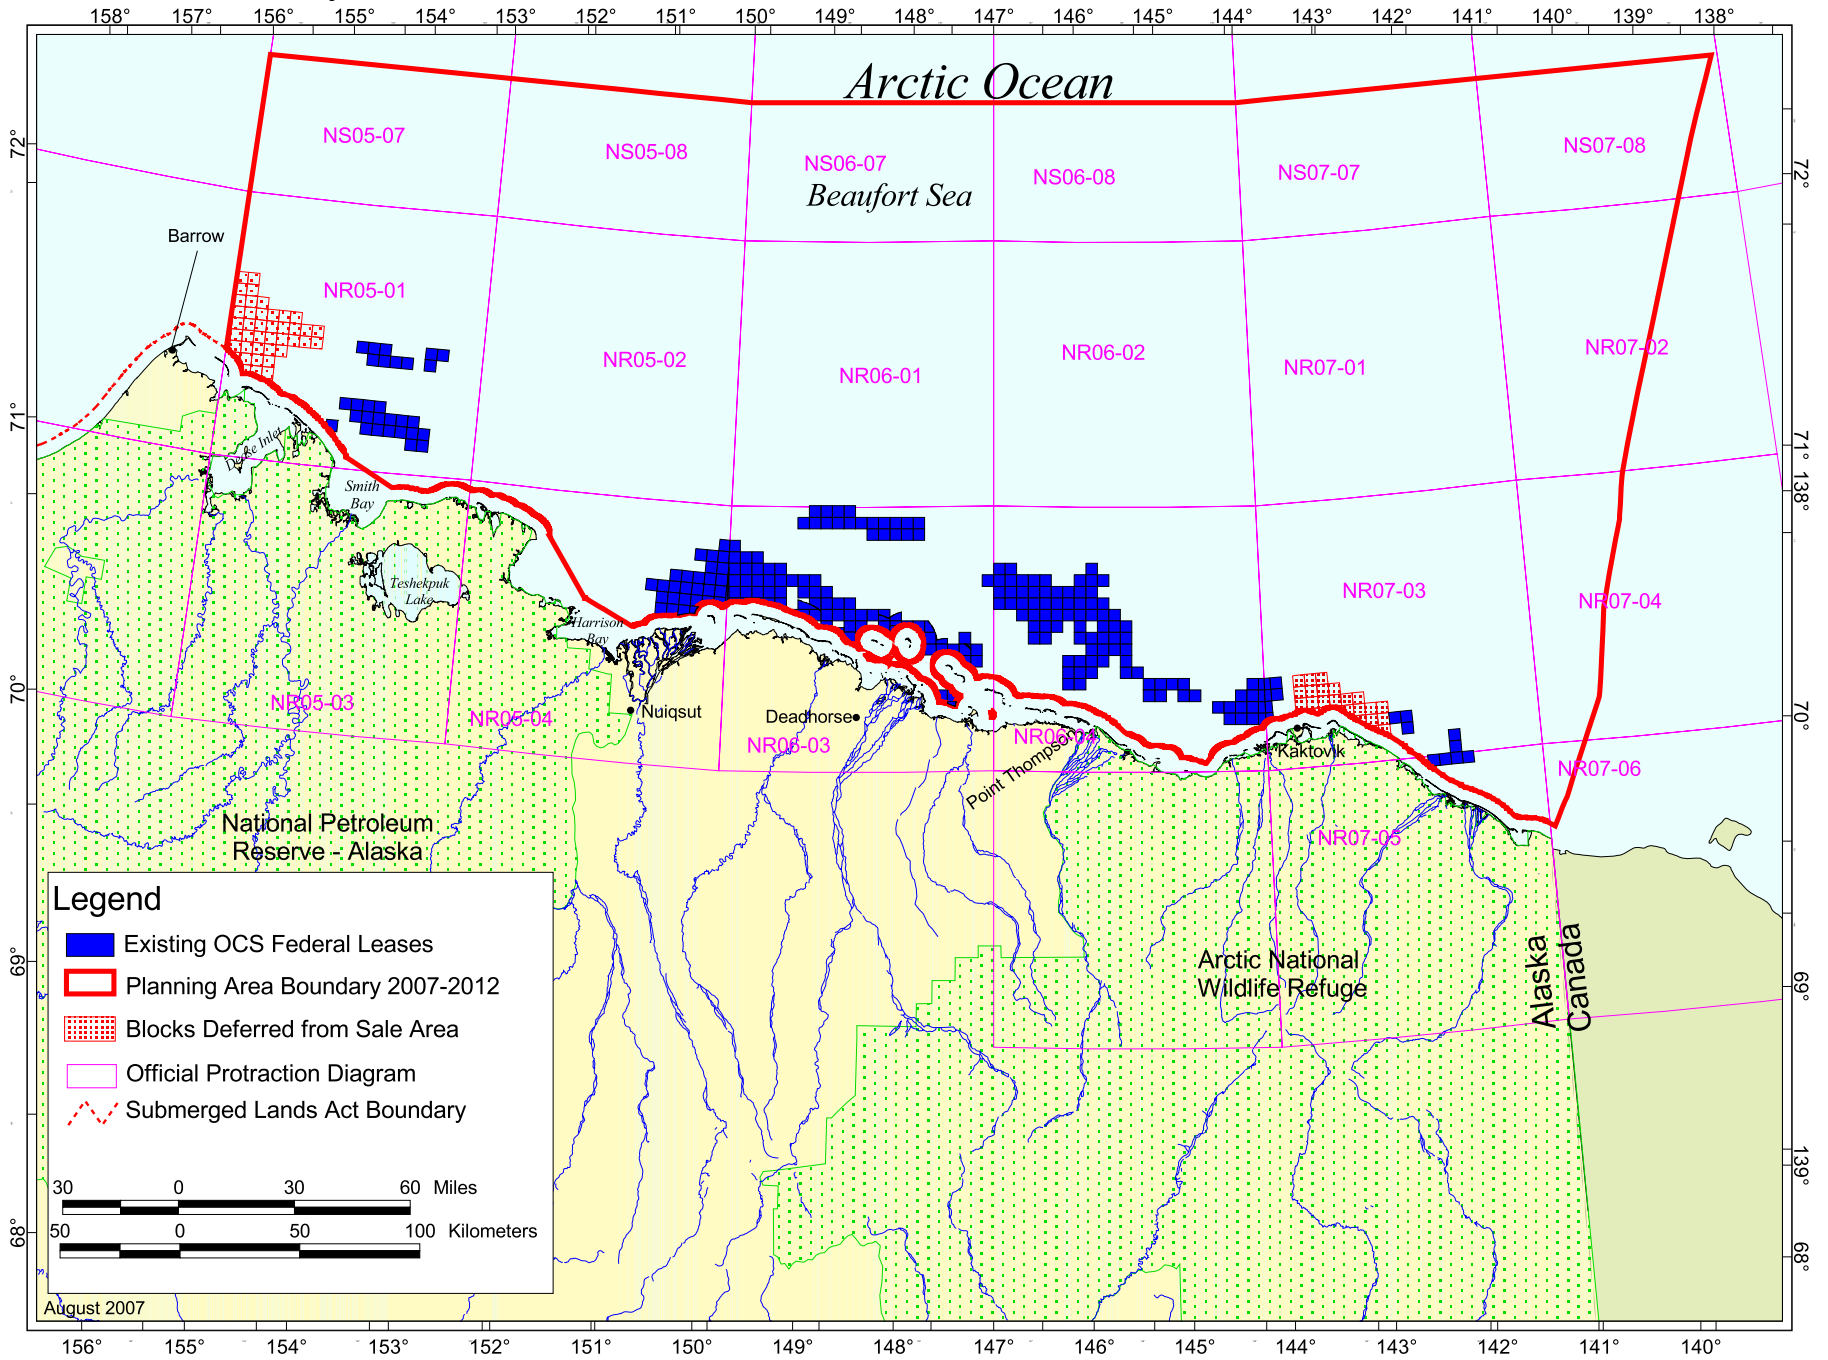 158° 157° 156° 155° 154° 153° 152° 151° 150° 149° 148° 147° 146° 145° 144° 143° 142° 141° 140° 139° 138°
Arctic Ocean
NS05-07
NS05-08
NS06-07
NS06-08
NS07-07
NS07-08
72°
72°
Beaufort Sea
Barrow
NR05-01
NR05-02
NR06-01
NR06-02
NR07-01
NR07-02
71°
71°
138°
Inlet
Smith
Bay
Teshekpuk
Lake
Harrison
Bay
NR07-03
NR07-04
70°
70°
NR05-03
NR05-04
Nuiqsut
Deadhorse
NR06-03
NR06-04
Point Thompson
Kaktovik
NR07-06
NR07-05
National Petroleum
Reserve - Alaska
Arctic National
Wildlife Refuge
Alaska
Canada
69°
69°
139°
68°
68°
Legend
Existing OCS Federal Leases
Planning Area Boundary 2007-2012
Blocks Deferred from Sale Area
Official Protraction Diagram
Submerged Lands Act Boundary
30 0 30 60 Miles
50 0 50 100 Kilometers
August 2007
156° 155° 154° 153° 152° 151° 150° 149° 148° 147° 146° 145° 144° 143° 142° 141° 140°